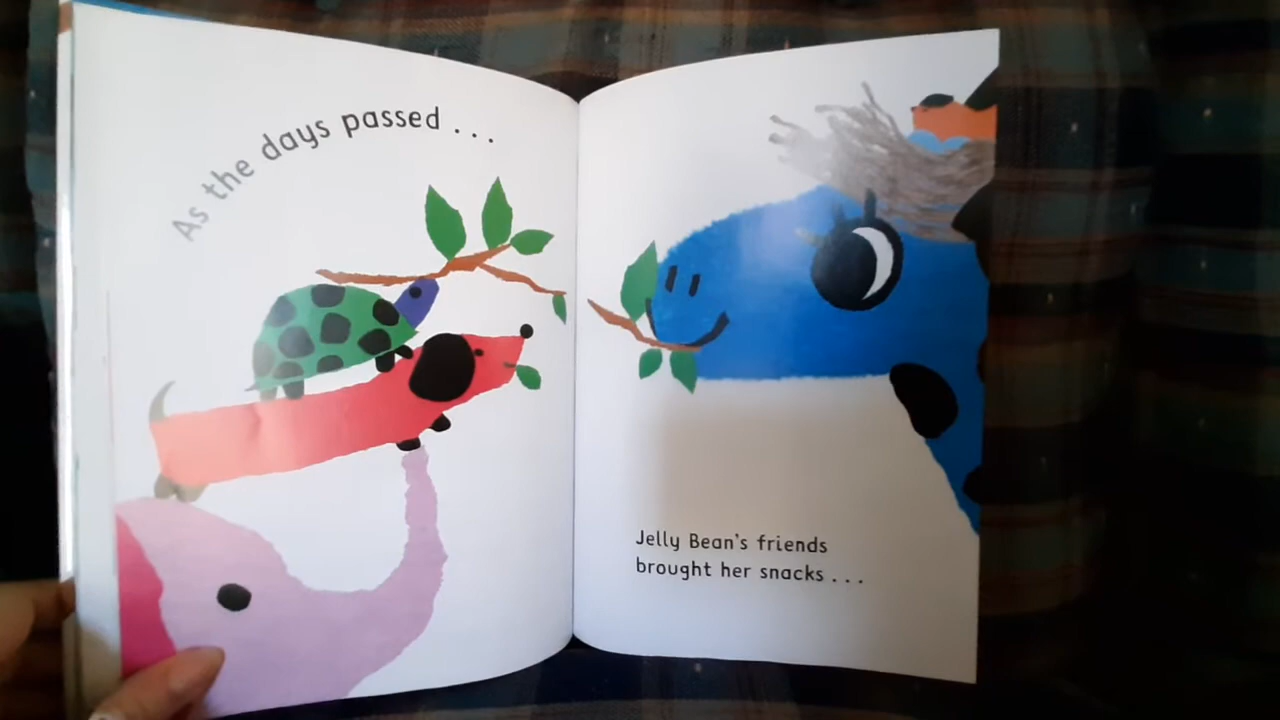 As the days passed . . .
Jelly Bean's friends
brought her snacks . . .